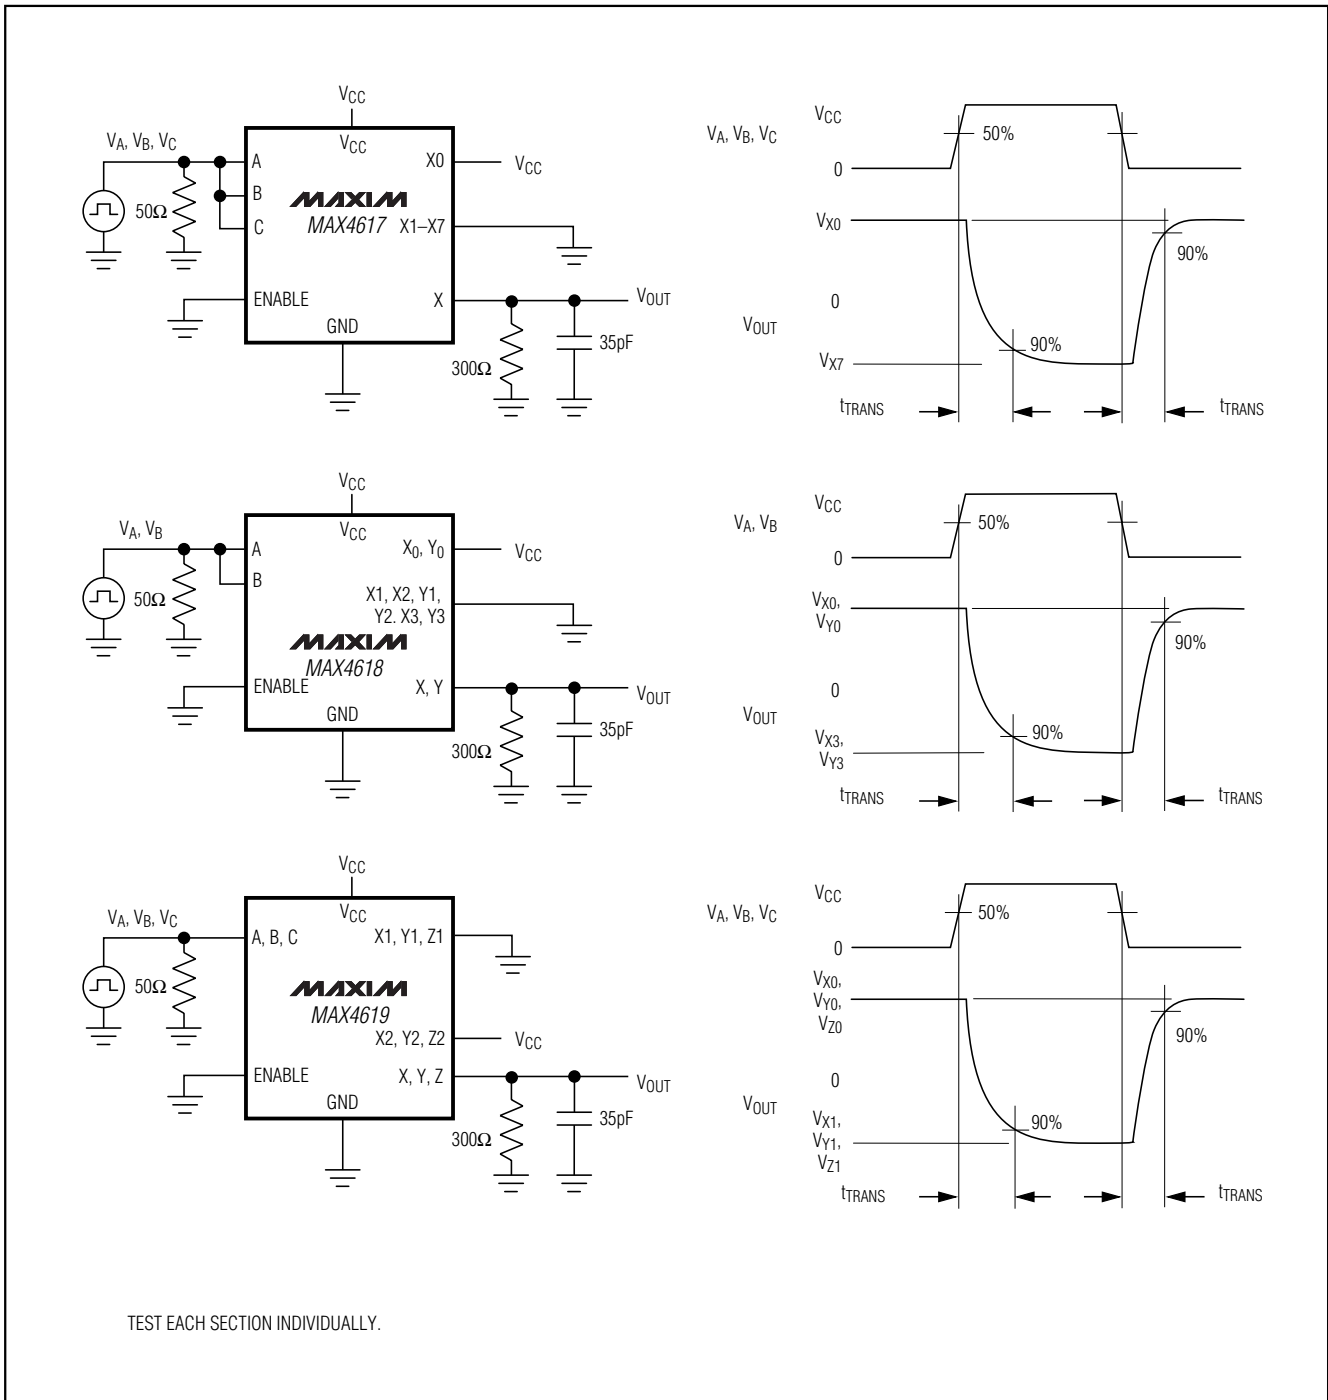 VCC
VA, VB, VC
VCC
A
X0
VCC
B
50Ω
MAXIM
MAX4617
C
X1–X7
ENABLE
X
VOUT
GND
35pF
300Ω
VCC
VA, VB, VC
50%
0
VX0
90%
0
VOUT
90%
VX7
tTRANS
tTRANS
VCC
VA, VB
VCC
A
X0, Y0
VCC
B
50Ω
X1, X2, Y1,
Y2. X3, Y3
MAXIM
MAX4618
ENABLE
X, Y
VOUT
GND
35pF
300Ω
VCC
VA, VB
50%
0
VX0,
VY0
90%
0
VOUT
VX3,
VY3
90%
tTRANS
tTRANS
VCC
VA, VB, VC
VCC
A, B, C
X1, Y1, Z1
50Ω
MAXIM
MAX4619
X2, Y2, Z2
VCC
ENABLE
X, Y, Z
VOUT
GND
35pF
300Ω
VCC
VA, VB, VC
50%
0
VX0,
VY0,
VZ0
90%
0
VOUT
VX1,
VY1,
VZ1
90%
tTRANS
tTRANS
TEST EACH SECTION INDIVIDUALLY.